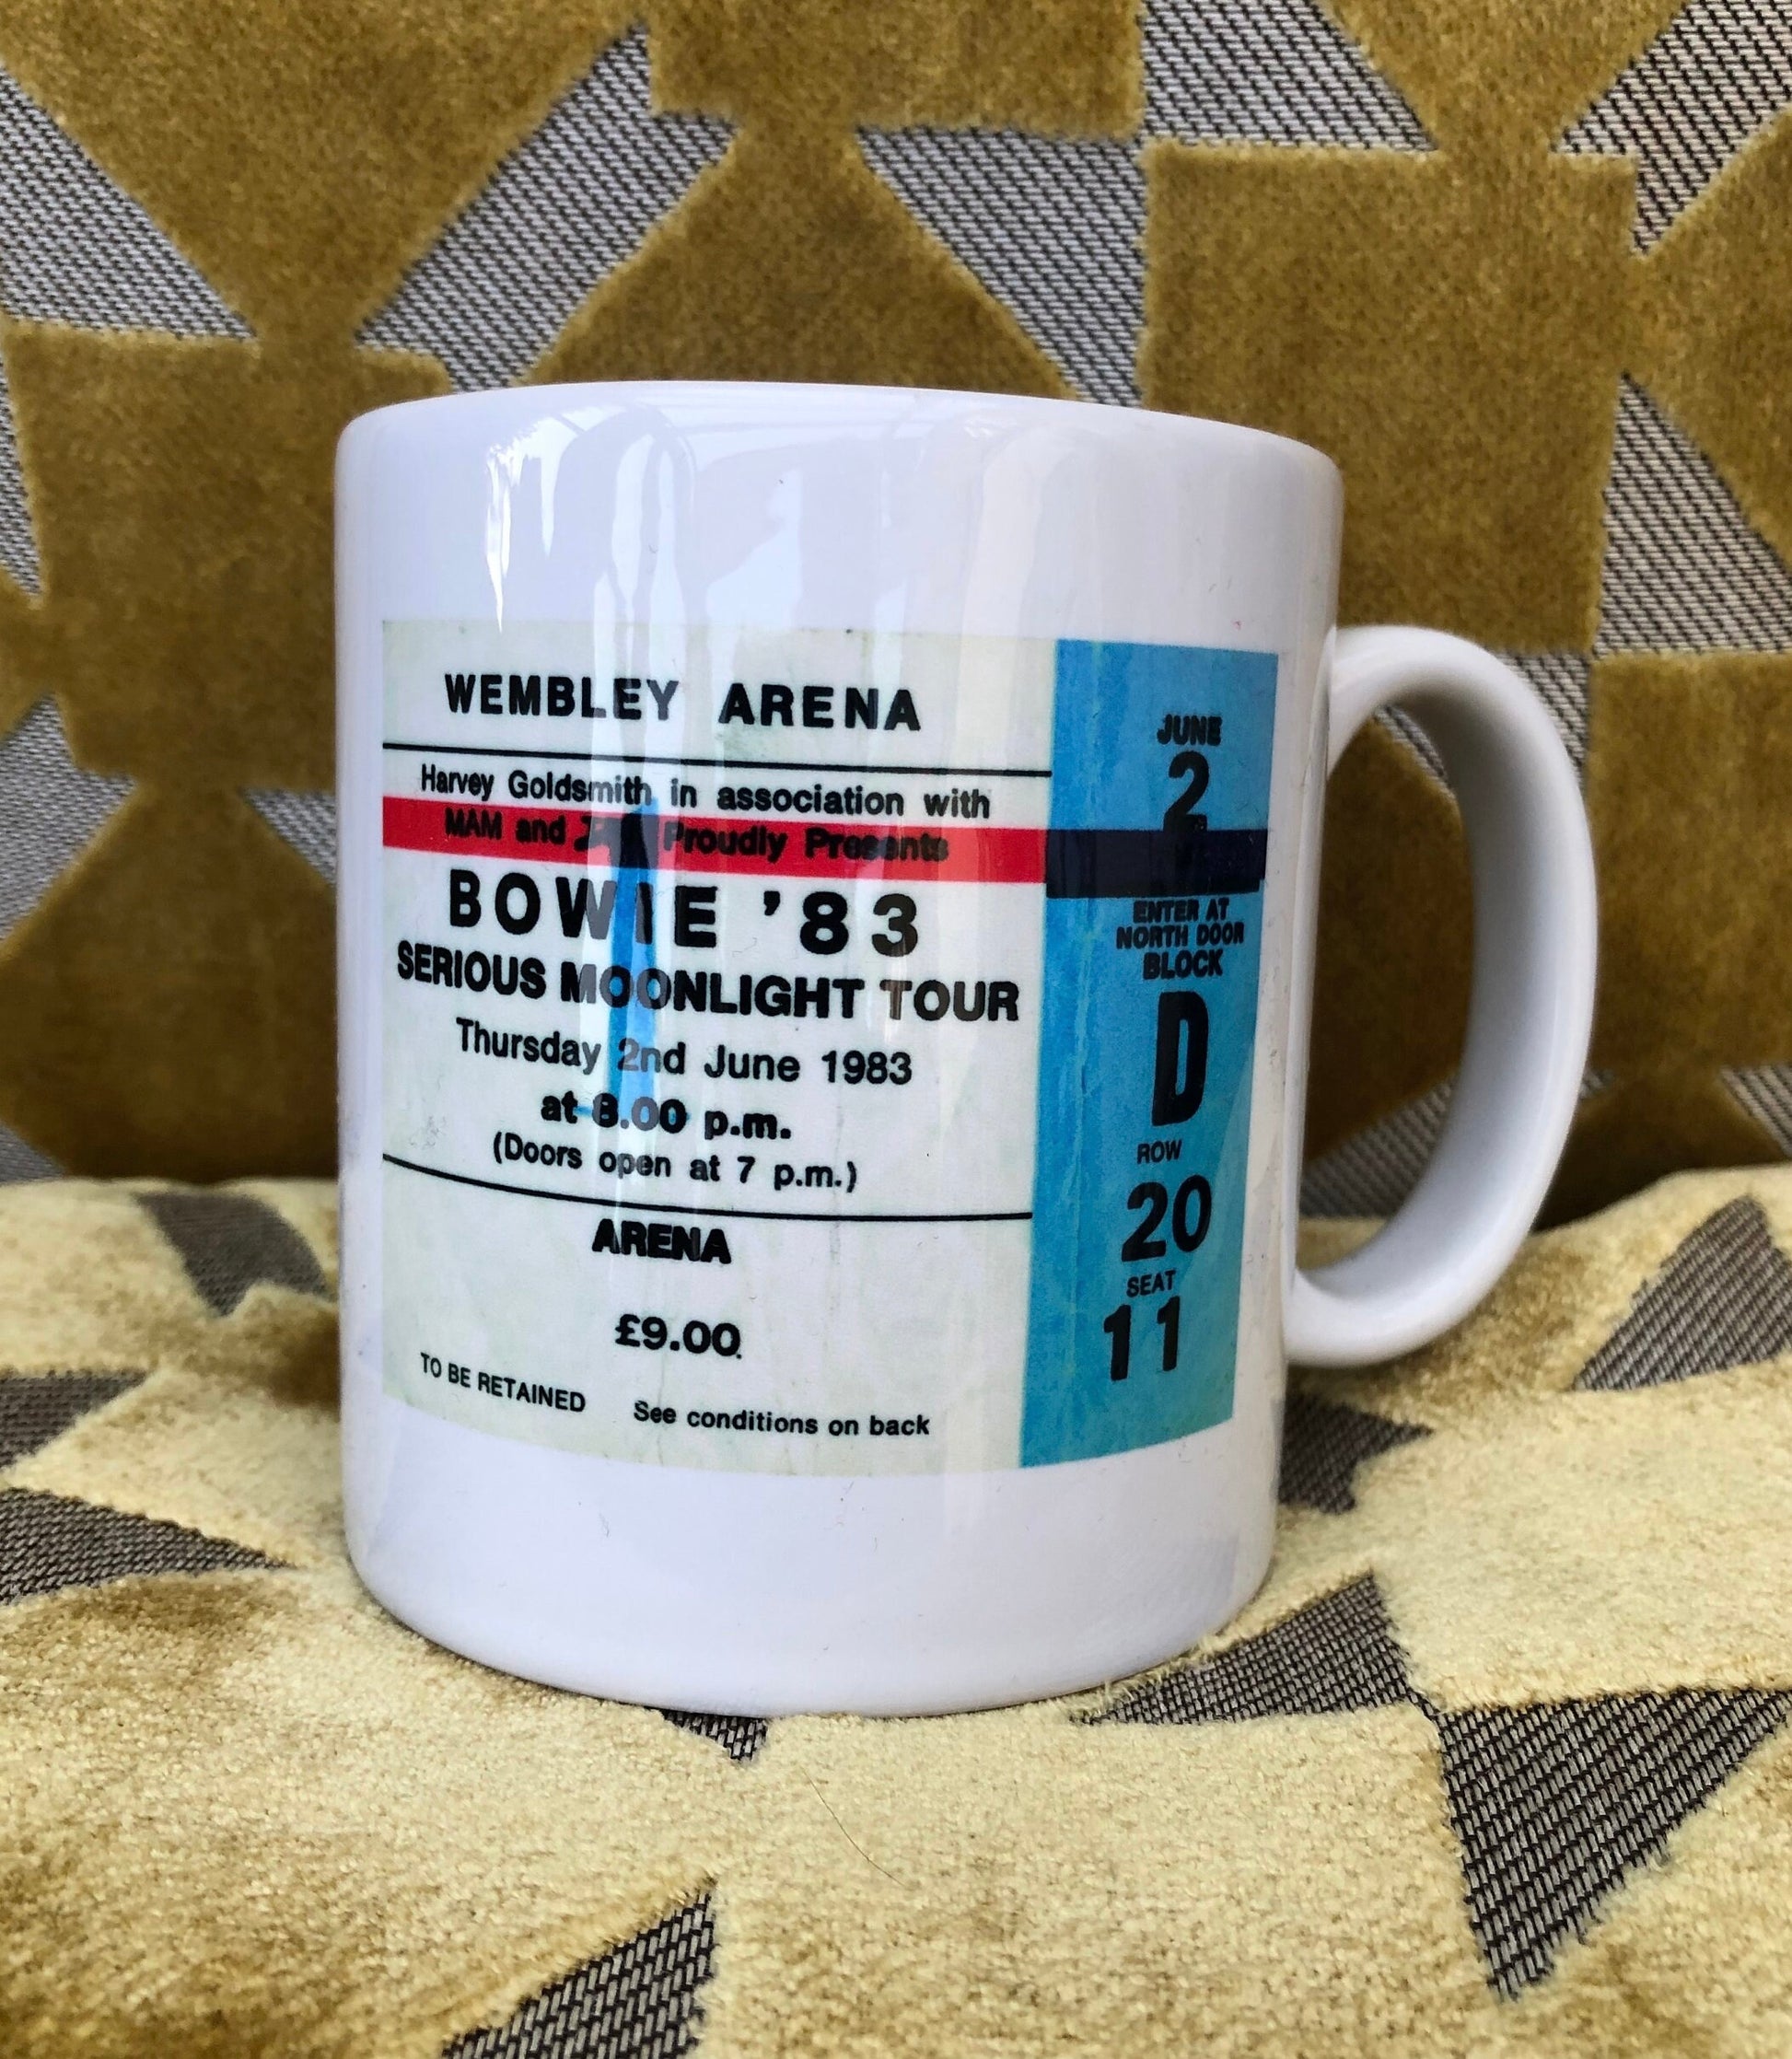 WEMBLEY ARENA
Harvey Goldsmith in association with
MAM and Proudly Presents
BOWIE '83
SERIOUS MOONLIGHT TOUR
Thursday 2nd June 1983
at 8.00 p.m.
(Doors open at 7 p.m.)
ARENA
£9.00
TO BE RETAINED See conditions on back
JUNE
2
ENTER AT
NORTH DOOR
BLOCK
D
ROW
20
SEAT
11